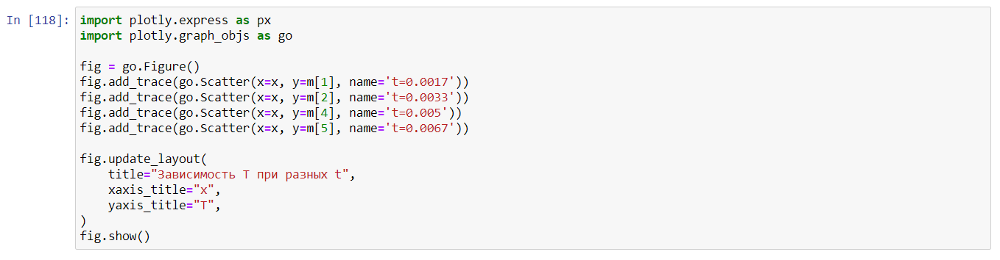 In [118]: import plotly.express as px
import plotly.graph_objs as go
fig = go.Figure()
fig.add_trace(go.Scatter(x=x, y=m[1], name='t=0.0017'))
fig.add_trace(go.Scatter(x=x, y=m[2], name='t=0.0033'))
fig.add_trace(go.Scatter(x=x, y=m[4], name='t=0.005'))
fig.add_trace(go.Scatter(x=x, y=m[5], name='t=0.0067'))
fig.update_layout(
    title="Зависимость T при разных t",
    xaxis_title="x",
    yaxis_title="T",
)
fig.show()